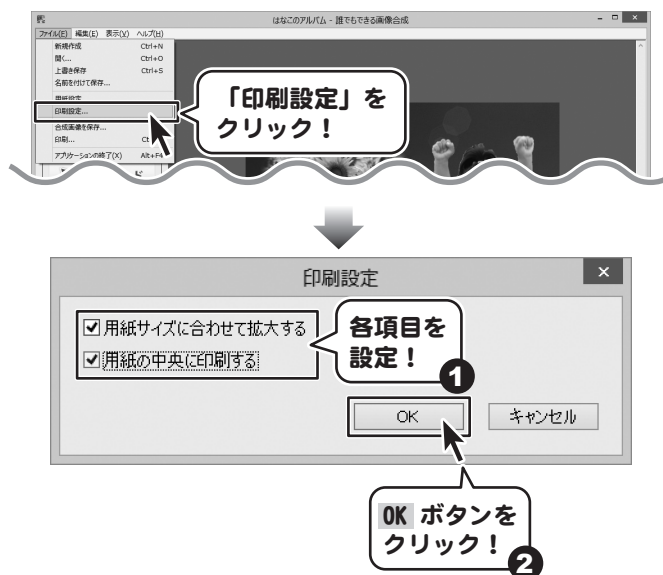 はなこのアルバム - 誰でもできる画像合成
ファイル(E) 編集(E) 表示(V) ヘルプ(H)
新規作成 Ctrl+N
開く... Ctrl+O
上書き保存 Ctrl+S
名前を付けて保存...
用紙設定...
印刷設定...
合成画像を保存...
印刷... Ct
アプリケーションの終了(X) Alt+F4
「印刷設定」を
クリック！
印刷設定
用紙サイズに合わせて拡大する
用紙の中央に印刷する
各項目を
設定！
1
OK
キャンセル
OK ボタンを
クリック！
2